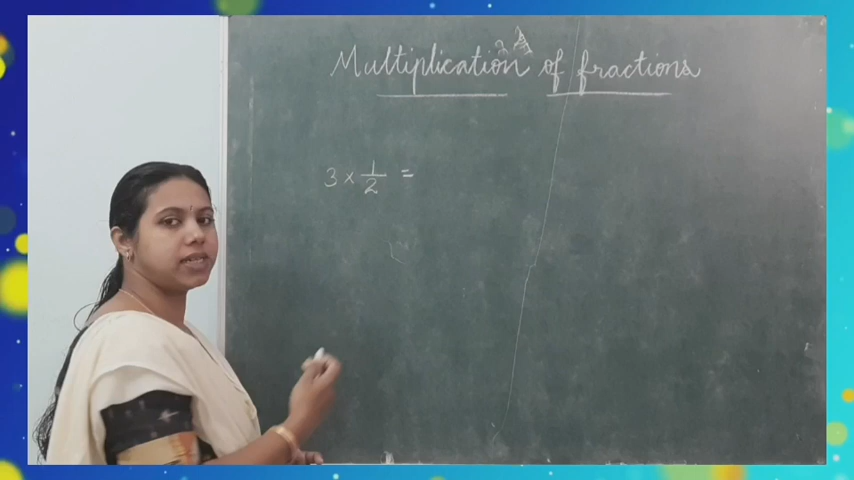 Multiplication of fractions
3 × 1/2 =